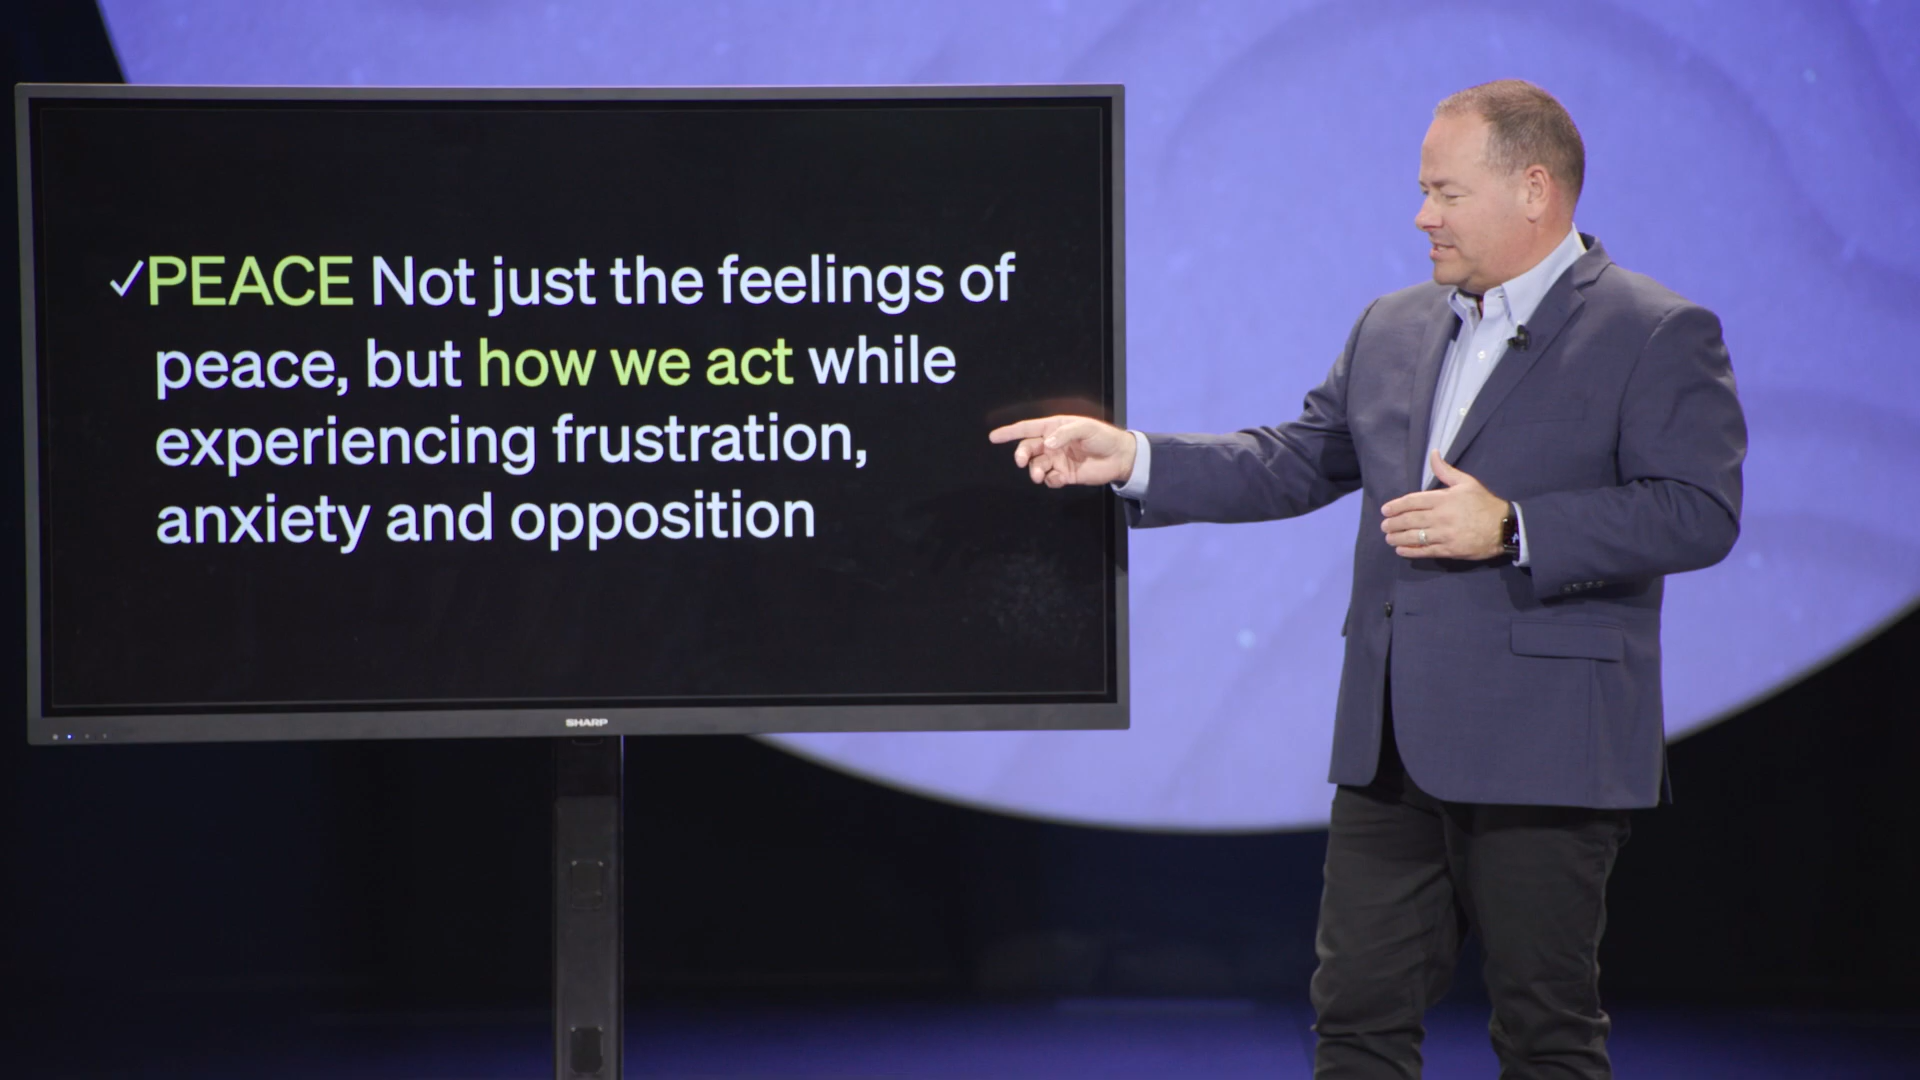 ✓PEACE Not just the feelings of
peace, but how we act while
experiencing frustration,
anxiety and opposition
SHARP